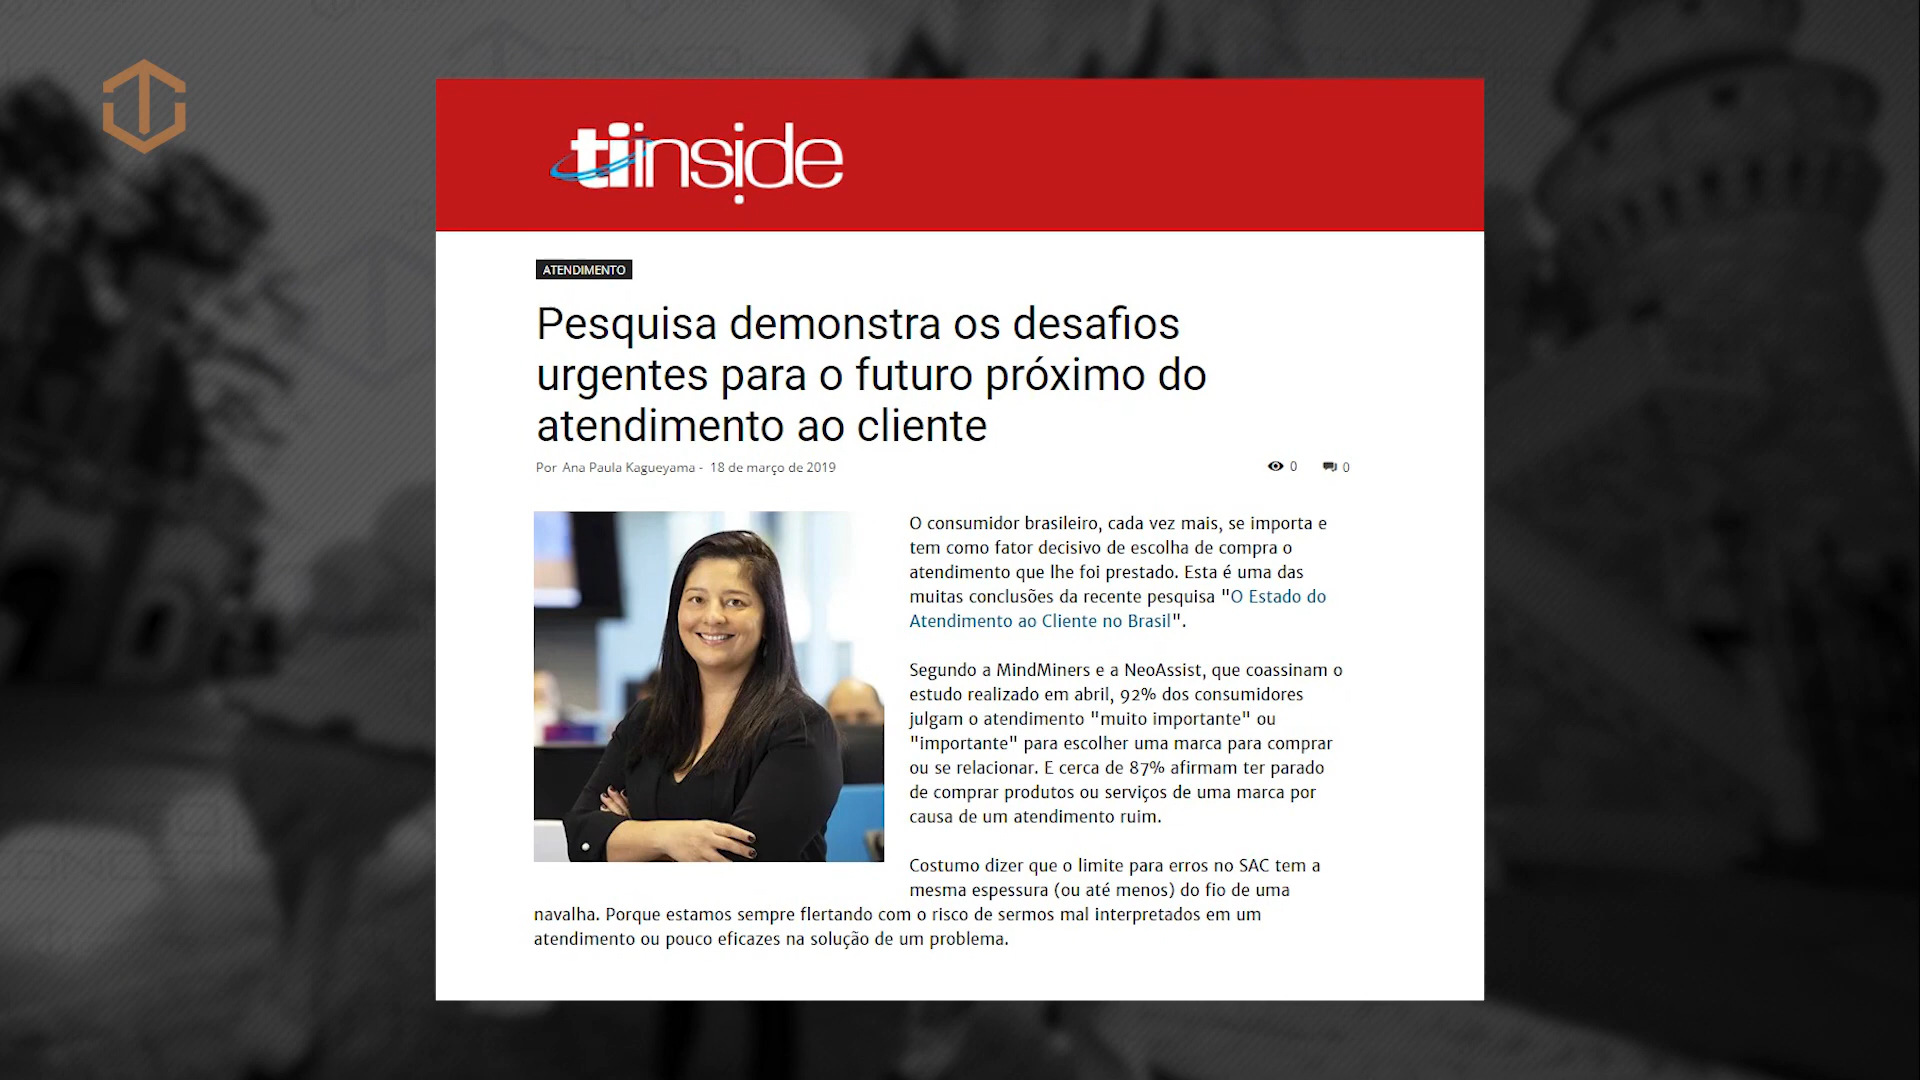 tiinside
ATENDIMENTO
Pesquisa demonstra os desafios
urgentes para o futuro próximo do
atendimento ao cliente
Por Ana Paula Kagueyama - 18 de março de 2019
0 0
O consumidor brasileiro, cada vez mais, se importa e
tem como fator decisivo de escolha de compra o
atendimento que lhe foi prestado. Esta é uma das
muitas conclusões da recente pesquisa "O Estado do
Atendimento ao Cliente no Brasil".
Segundo a MindMiners e a NeoAssist, que coassinam o
estudo realizado em abril, 92% dos consumidores
julgam o atendimento "muito importante" ou
"importante" para escolher uma marca para comprar
ou se relacionar. E cerca de 87% afirmam ter parado
de comprar produtos ou serviços de uma marca por
causa de um atendimento ruim.
Costumo dizer que o limite para erros no SAC tem a
mesma espessura (ou até menos) do fio de uma
navalha. Porque estamos sempre flertando com o risco de sermos mal interpretados em um
atendimento ou pouco eficazes na solução de um problema.